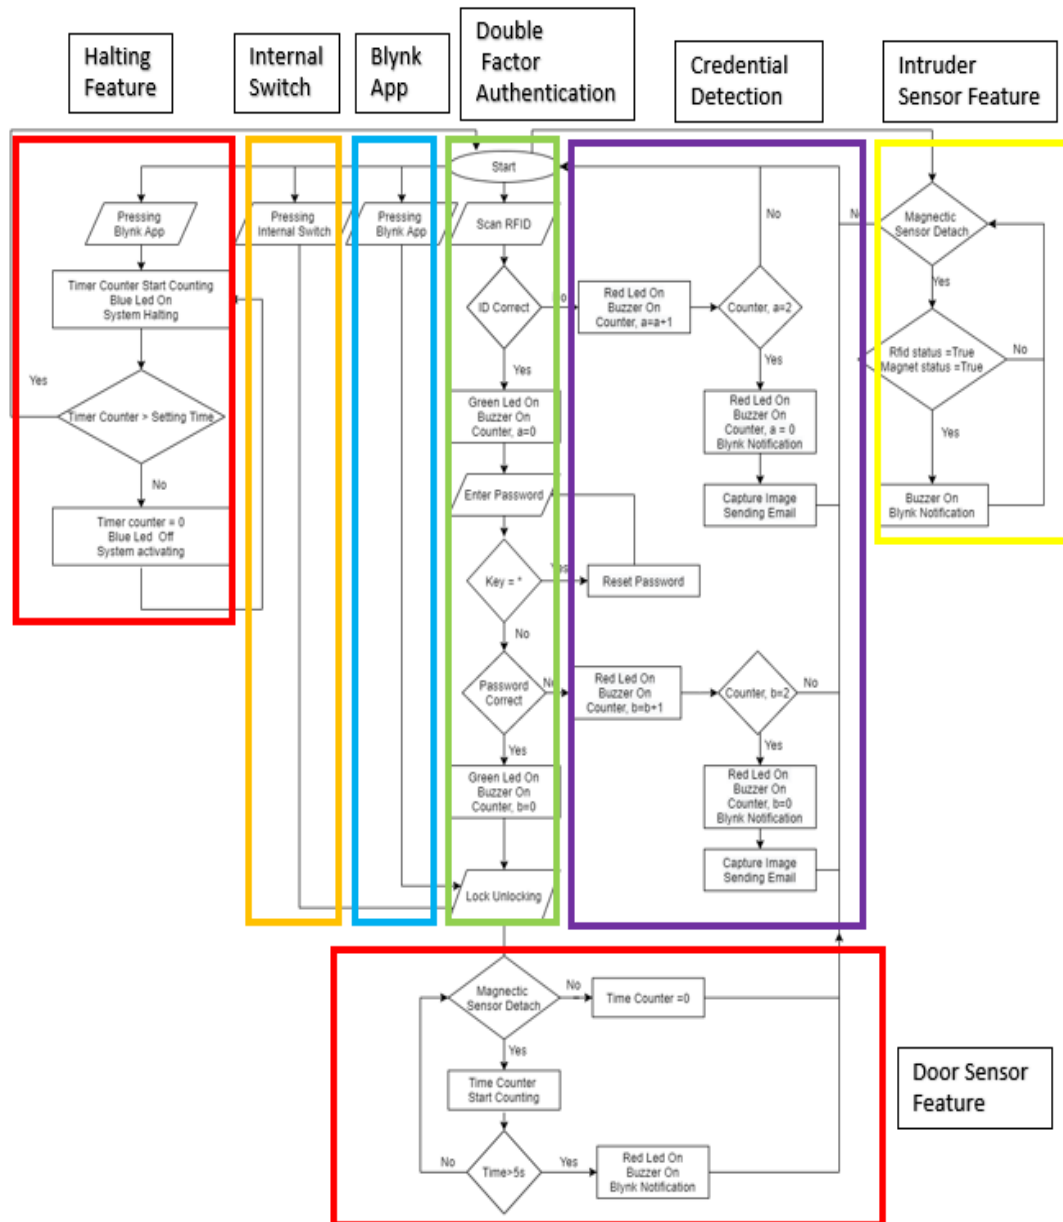 Halting
Feature
Internal
Switch
Blynk
App
Double
Factor
Authentication
Credential
Detection
Intruder
Sensor Feature
Start
Pressing
Blynk App
Timer Counter Start Counting
Blue Led On
System Halting
Yes
Timer Counter > Setting Time
No
Timer counter = 0
Blue Led Off
System activating
Pressing
Internal Switch
Pressing
Blynk App
Scan RFID
ID Correct
No
Yes
Green Led On
Buzzer On
Counter, a=0
Enter Password
Key = *
Yes
Reset Password
No
Password
Correct
No
Yes
Green Led On
Buzzer On
Counter, b=0
Lock Unlocking
Red Led On
Buzzer On
Counter, a=a+1
No
Counter, a=2
Yes
Red Led On
Buzzer On
Counter, a = 0
Blynk Notification
Capture Image
Sending Email
Red Led On
Buzzer On
Counter, b=b+1
Counter, b=2
No
Yes
Red Led On
Buzzer On
Counter, b=0
Blynk Notification
Capture Image
Sending Email
No
Magnectic
Sensor Detach
Yes
Rfid status =True
Magnet status =True
No
Yes
Buzzer On
Blynk Notification
Magnectic
Sensor Detach
No
Time Counter =0
Yes
Time Counter
Start Counting
No
Time>5s
Yes
Red Led On
Buzzer On
Blynk Notification
Door Sensor
Feature